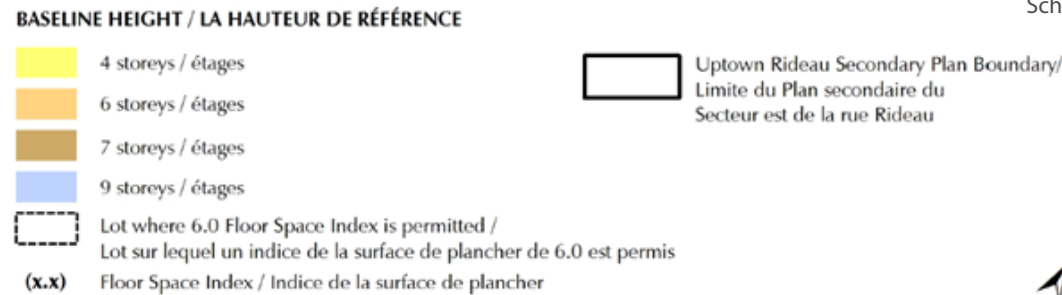 Sch
BASELINE HEIGHT / LA HAUTEUR DE RÉFÉRENCE
4 storeys / étages
6 storeys / étages
7 storeys / étages
9 storeys / étages
Lot where 6.0 Floor Space Index is permitted /
Lot sur lequel un indice de la surface de plancher de 6.0 est permis
(x.x) Floor Space Index / Indice de la surface de plancher
Uptown Rideau Secondary Plan Boundary/
Limite du Plan secondaire du
Secteur est de la rue Rideau